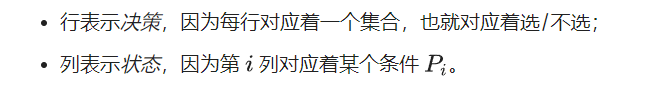 • 行表示决策，因为每行对应着一个集合，也就对应着选/不选；
• 列表示状态，因为第 i 列对应着某个条件 P_i。